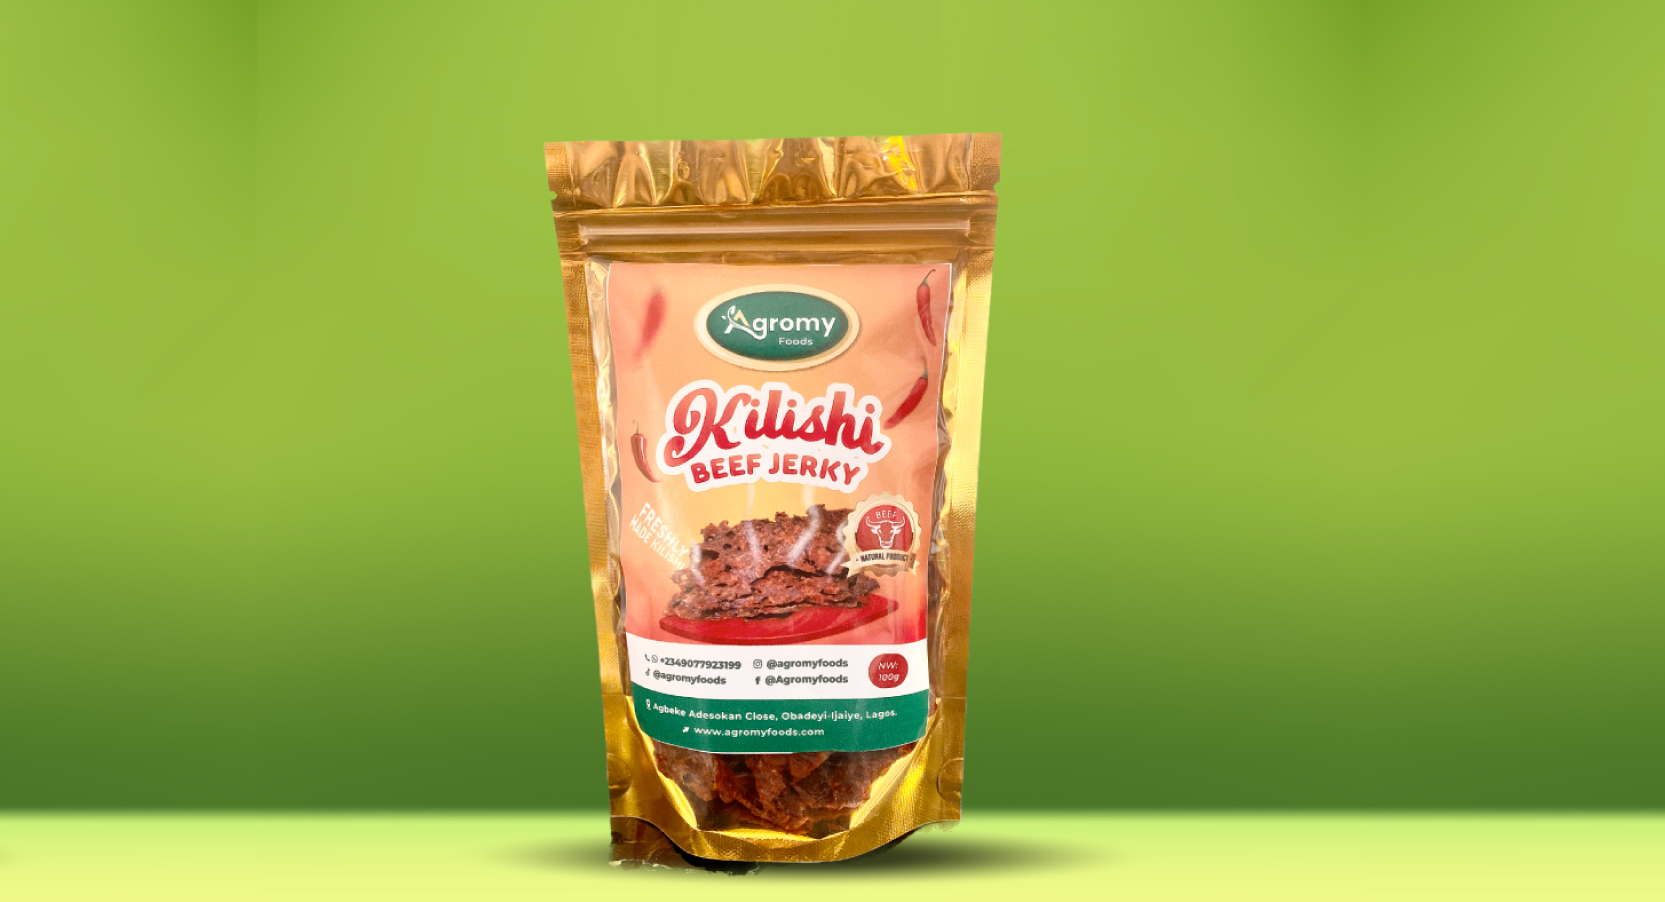 Agromy
Foods
Kilishi
BEEF JERKY
FRESHLY
MADE KILISHI
BEEF
NATURAL PRODUCT
+2349077923199
@agromyfoods
@agromyfoods
@Agromyfoods
NW:
100g
Agbeke Adesokan Close, Obadeyi-Ijaiye, Lagos.
www.agromyfoods.com